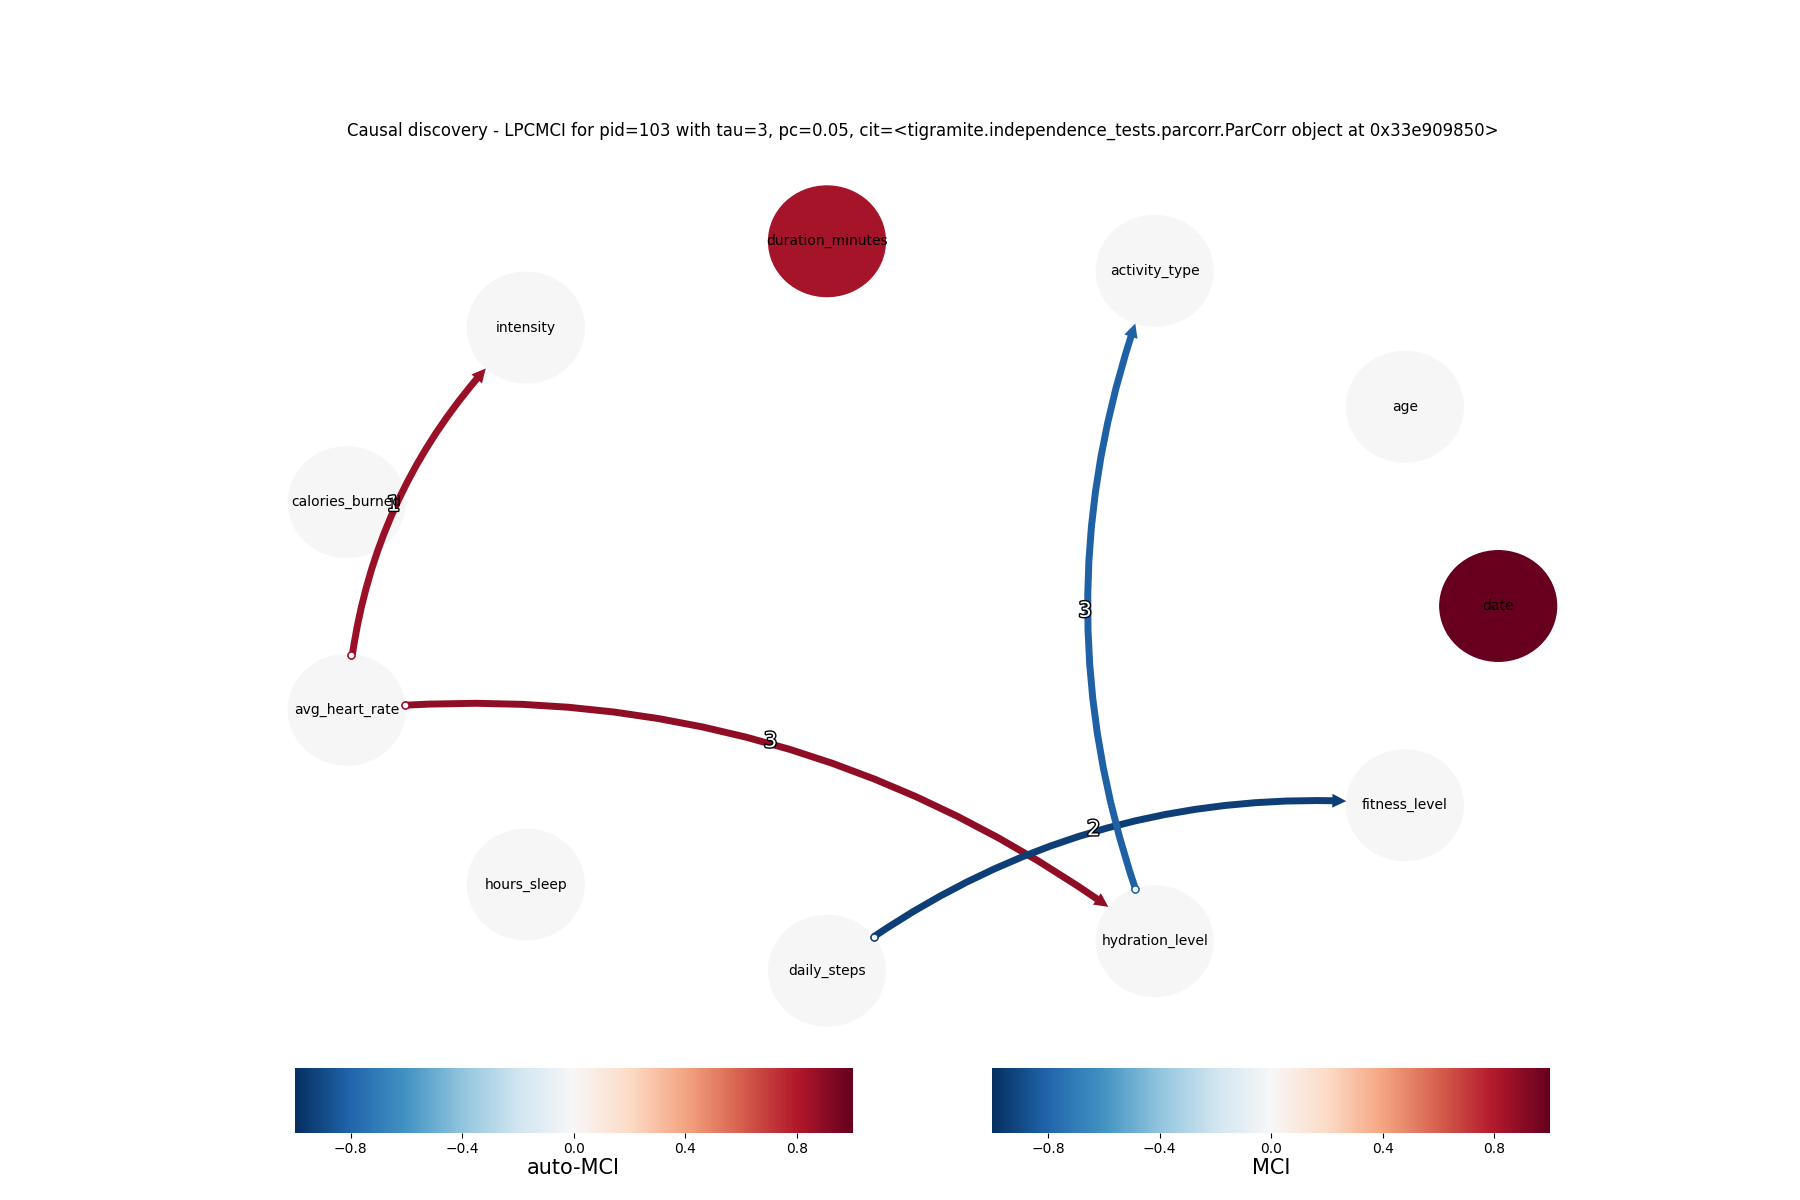 Causal discovery - LPCMCI for pid=103 with tau=3, pc=0.05, cit=<tigramite.independence_tests.parcorr.ParCorr object at 0x33e909850>
duration_minutes
activity_type
intensity
age
calories_burned
1
date
3
avg_heart_rate
3
fitness_level
2
hours_sleep
hydration_level
daily_steps
−0.8 −0.4 0.0 0.4 0.8
auto-MCI
−0.8 −0.4 0.0 0.4 0.8
MCI